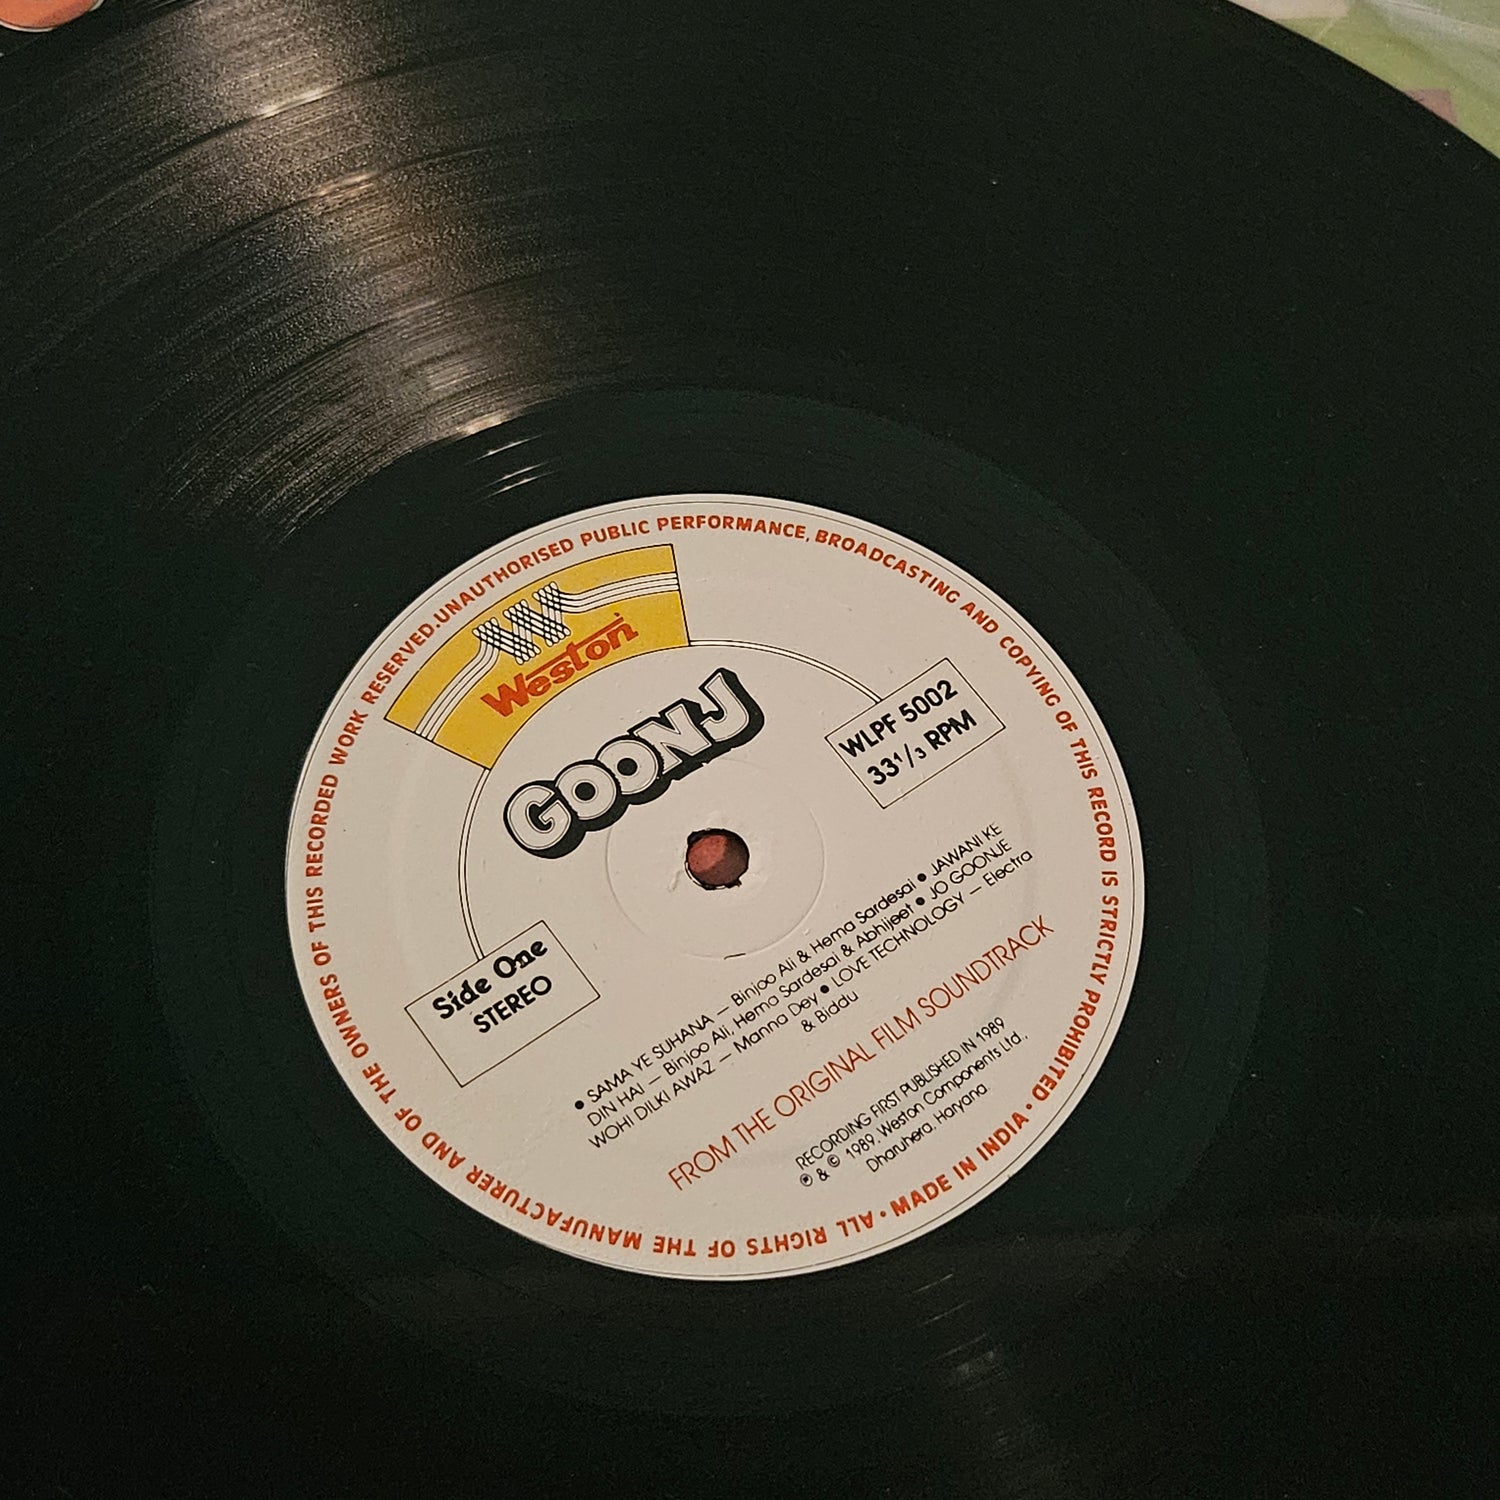 UNAUTHORISED PUBLIC PERFORMANCE, BROADCASTING AND COPYING OF THIS RECORD IS STRICTLY PROHIBITED • MADE IN INDIA • ALL RIGHTS OF THE MANUFACTURER AND OF THE OWNERS OF THIS RECORDED WORK RESERVED.
W
Weston
GOONJ
WLPF 5002
33 1/3 RPM
Side One
STEREO
• SAMA YE SUHANA — Binjoo Ali & Hema Sardesai • JAWANI KE
DIN HAI — Binjoo Ali, Hema Sardesai & Abhijeet • JO GOONJE
WOHI DILKI AWAZ — Manna Dey • LOVE TECHNOLOGY — Electra
& Biddu
FROM THE ORIGINAL FILM SOUNDTRACK
RECORDING FIRST PUBLISHED IN 1989
℗ & © 1989, Weston Components Ltd.,
Dharuhera, Haryana